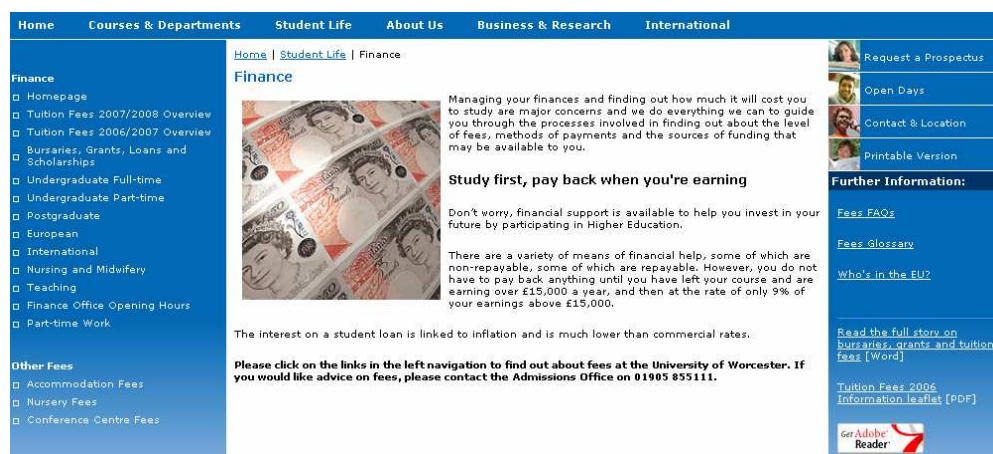 Home Courses & Departments Student Life About Us Business & Research International
Home | Student Life | Finance
Finance
Homepage
Tuition Fees 2007/2008 Overview
Tuition Fees 2006/2007 Overview
Bursaries, Grants, Loans and
Scholarships
Undergraduate Full-time
Undergraduate Part-time
Postgraduate
European
International
Nursing and Midwifery
Teaching
Finance Office Opening Hours
Part-time Work
Other Fees
Accommodation Fees
Nursery Fees
Conference Centre Fees
Finance
Managing your finances and finding out how much it will cost you
to study are major concerns and we do everything we can to guide
you through the processes involved in finding out about the level
of fees, methods of payments and the sources of funding that
may be available to you.
Study first, pay back when you're earning
Don't worry, financial support is available to help you invest in your
future by participating in Higher Education.
There are a variety of means of financial help, some of which are
non-repayable, some of which are repayable. However, you do not
have to pay back anything until you have left your course and are
earning over £15,000 a year, and then at the rate of only 9% of
your earnings above £15,000.
The interest on a student loan is linked to inflation and is much lower than commercial rates.
Please click on the links in the left navigation to find out about fees at the University of Worcester. If
you would like advice on fees, please contact the Admissions Office on 01905 855111.
Request a Prospectus
Open Days
Contact & Location
Printable Version
Further Information:
Fees FAQs
Fees Glossary
Who's in the EU?
Read the full story on
bursaries, grants and tuition
fees [Word]
Tuition Fees 2006
Information leaflet [PDF]
Get Adobe
Reader